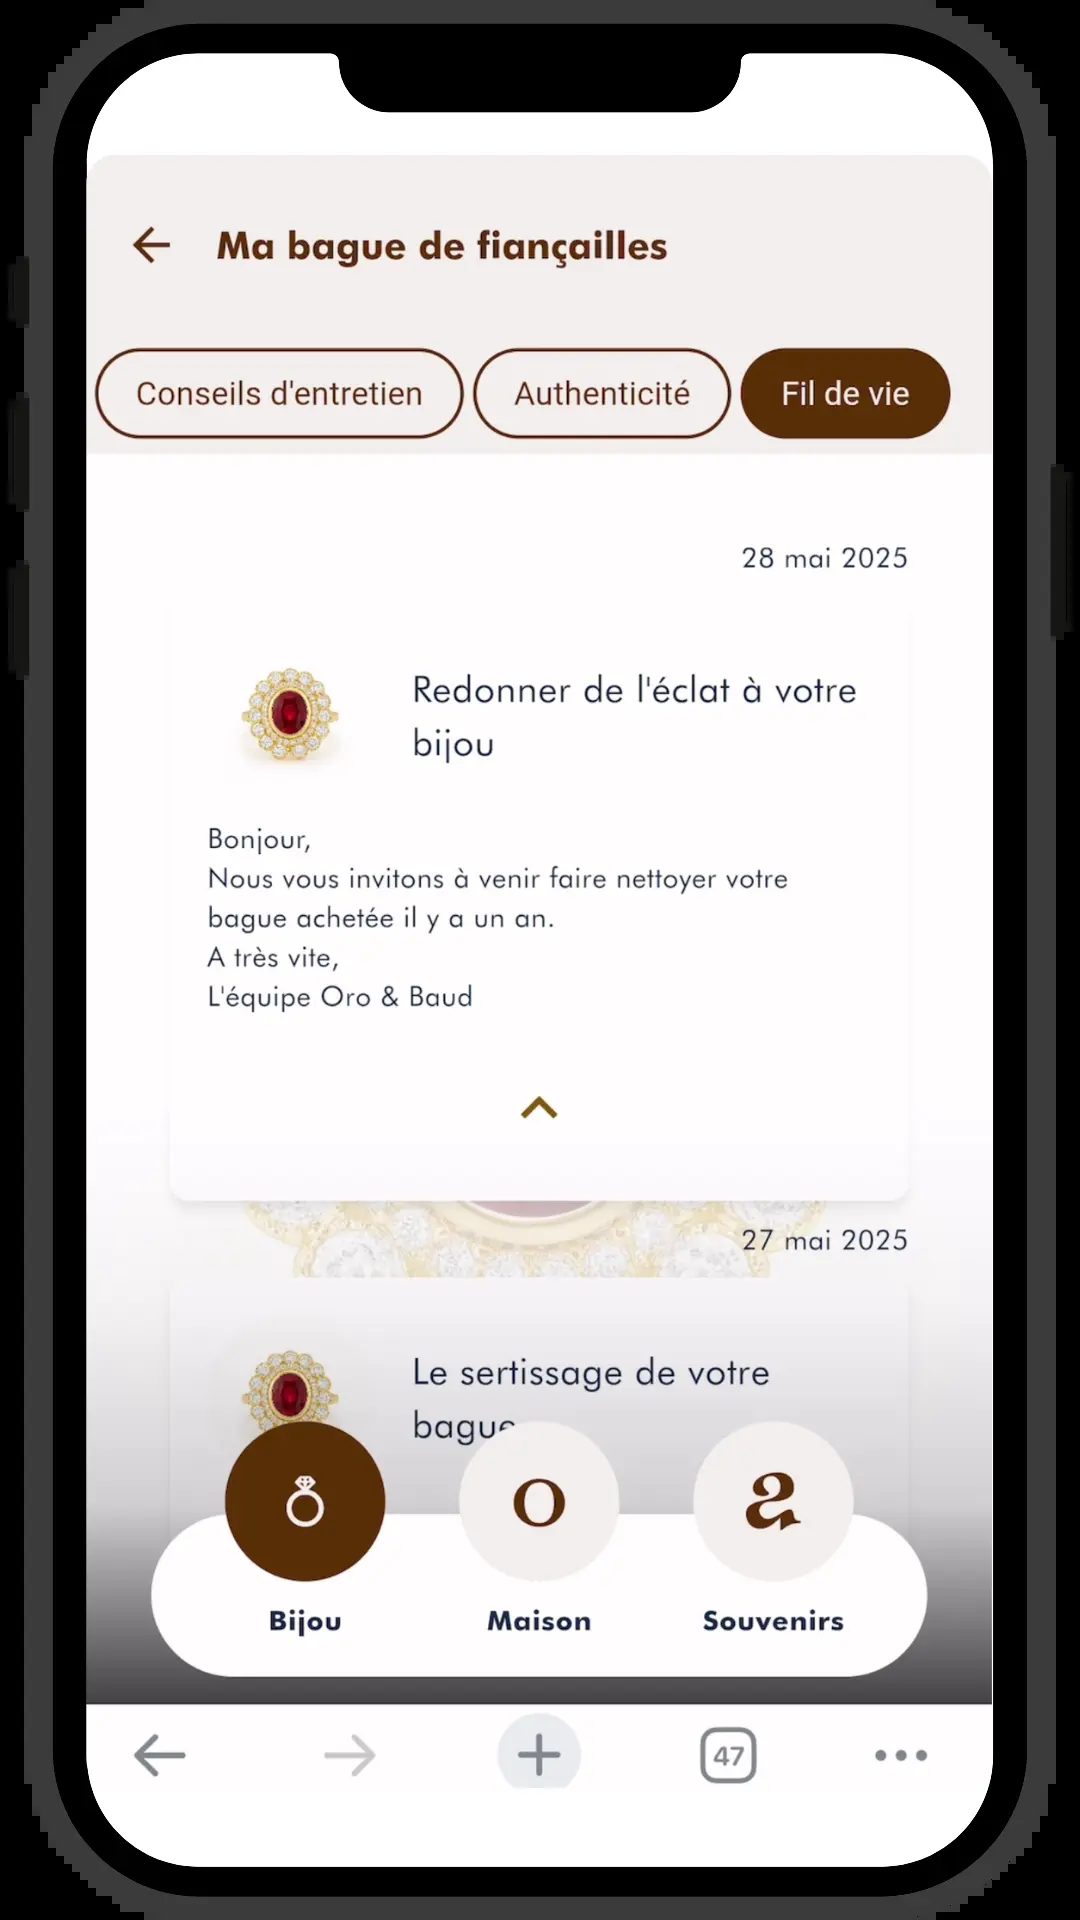 Ma bague de fiançailles
Conseils d'entretien
Authenticité
Fil de vie
28 mai 2025
Redonner de l'éclat à votre
bijou
Bonjour,
Nous vous invitons à venir faire nettoyer votre
bague achetée il y a un an.
A très vite,
L'équipe Oro & Baud
27 mai 2025
Le sertissage de votre
bague
o
a
Bijou
Maison
Souvenirs
47